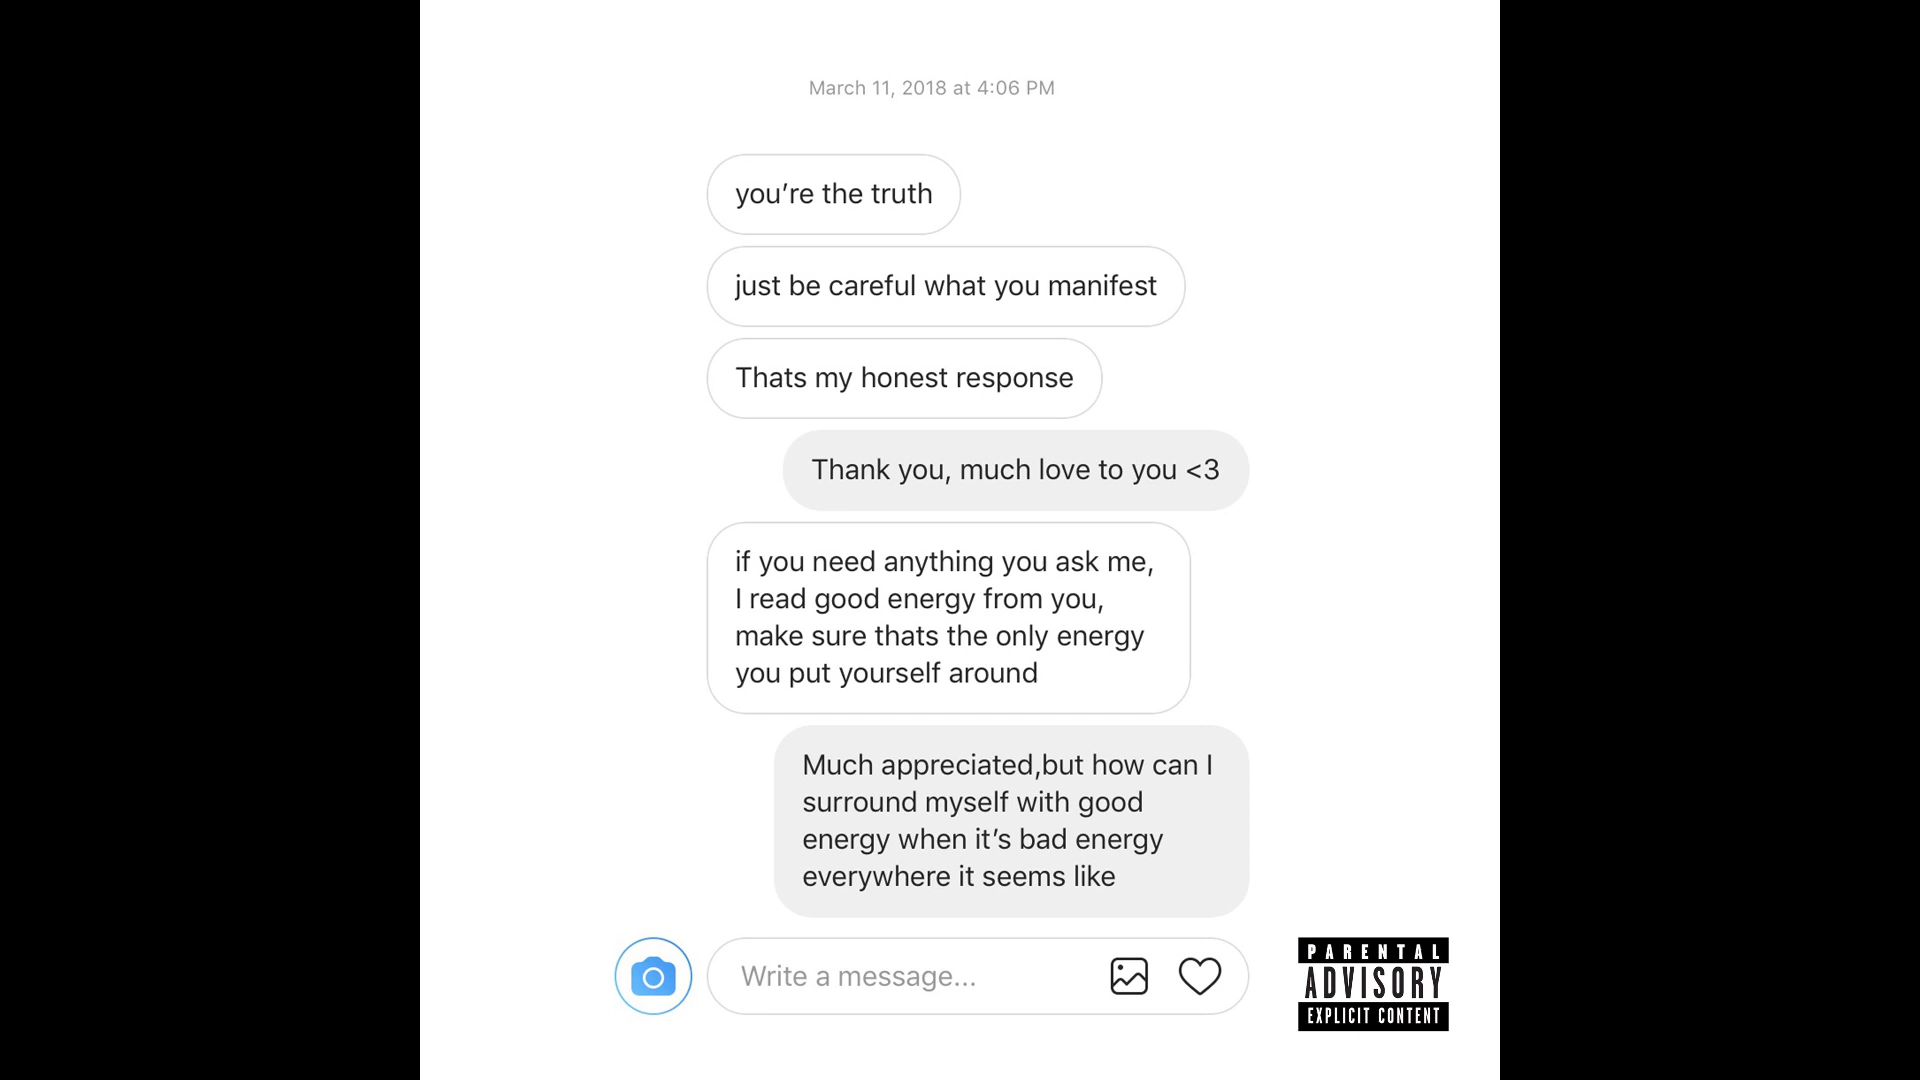 March 11, 2018 at 4:06 PM
you’re the truth
just be careful what you manifest
Thats my honest response
Thank you, much love to you <3
if you need anything you ask me,
I read good energy from you,
make sure thats the only energy
you put yourself around
Much appreciated,but how can I
surround myself with good
energy when it’s bad energy
everywhere it seems like
Write a message...
PARENTAL
ADVISORY
EXPLICIT CONTENT